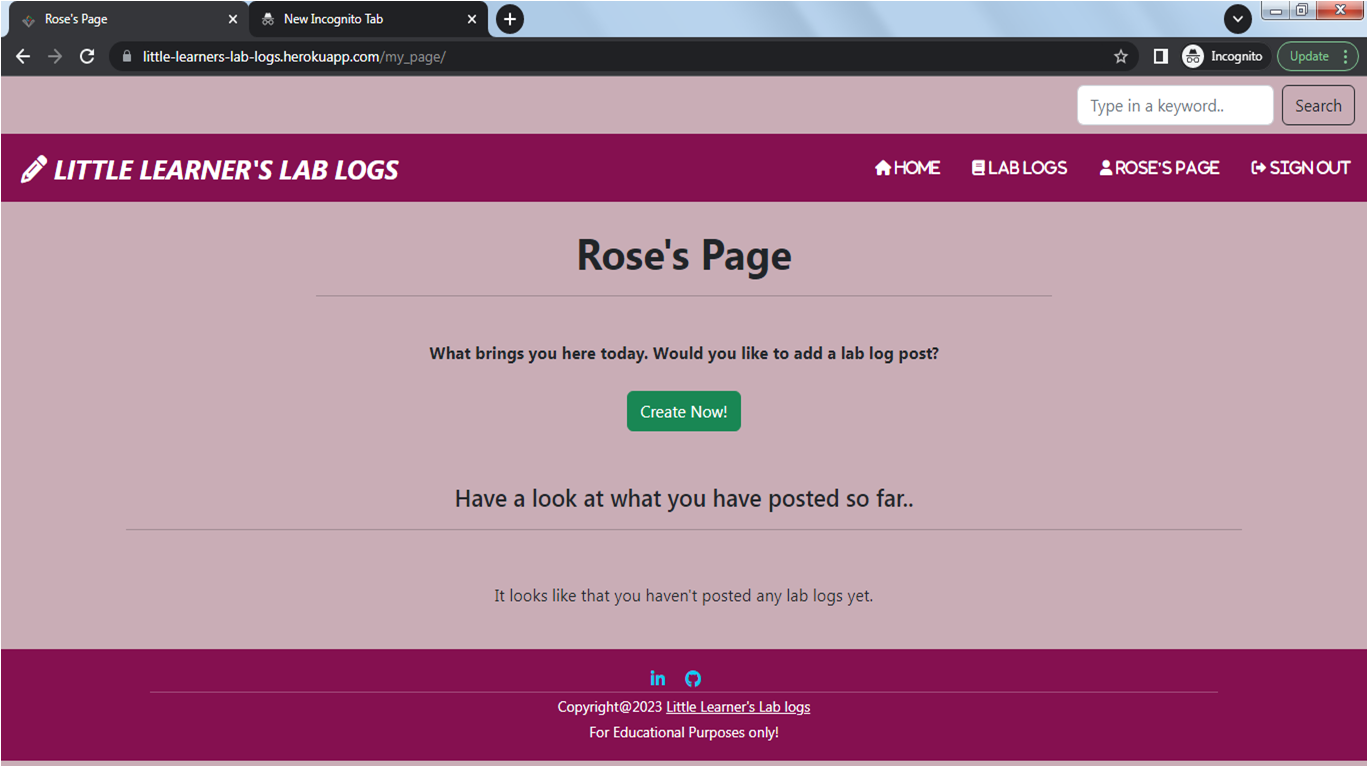 Rose's Page
New Incognito Tab
little-learners-lab-logs.herokuapp.com/my_page/
Incognito
Update
Type in a keyword..
Search
LITTLE LEARNER'S LAB LOGS
HOME
LAB LOGS
ROSE'S PAGE
SIGN OUT
Rose's Page
What brings you here today. Would you like to add a lab log post?
Create Now!
Have a look at what you have posted so far..
It looks like that you haven't posted any lab logs yet.
in
Copyright@2023 Little Learner's Lab logs
For Educational Purposes only!